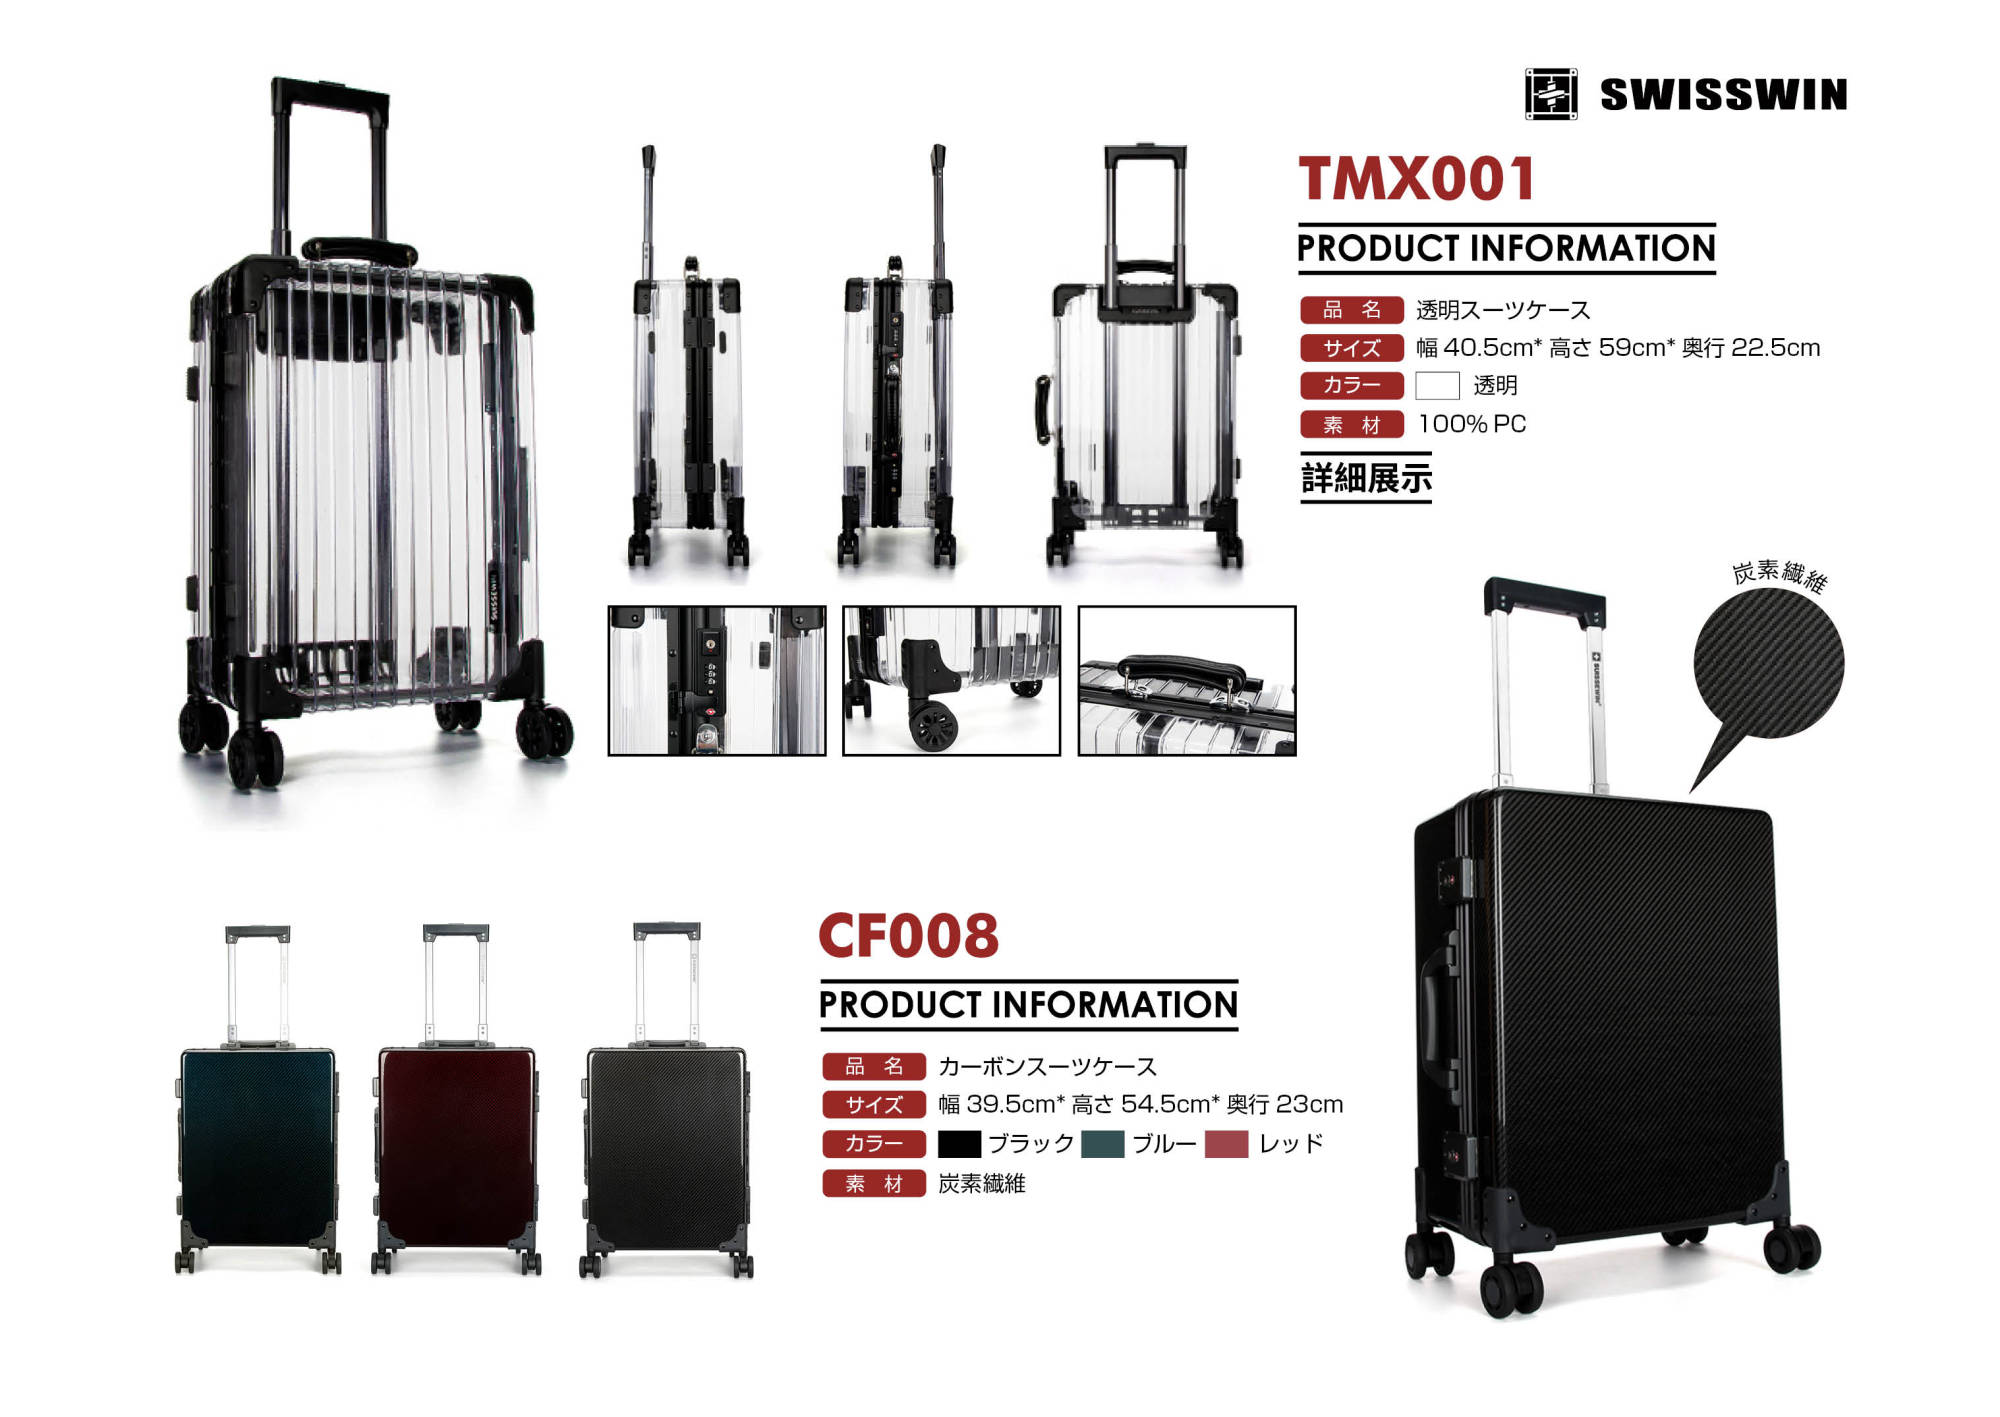 SWISSWIN
TMX001
PRODUCT INFORMATION
品 名 透明スーツケース
サイズ 幅 40.5cm* 高さ 59cm* 奥行 22.5cm
カラー 透明
素 材 100% PC
詳細展示
炭素繊維
SUISSEWIN
SUISSEWIN
CF008
PRODUCT INFORMATION
品 名 カーボンスーツケース
サイズ 幅 39.5cm* 高さ 54.5cm* 奥行 23cm
カラー ブラック ブルー レッド
素 材 炭素繊維